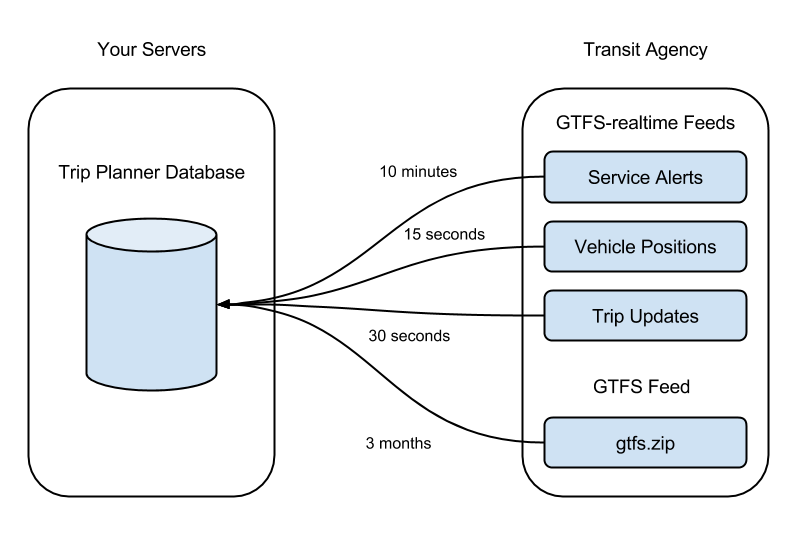 Your Servers
Transit Agency
GTFS-realtime Feeds
Trip Planner Database
10 minutes
Service Alerts
15 seconds
Vehicle Positions
Trip Updates
30 seconds
GTFS Feed
3 months
gtfs.zip